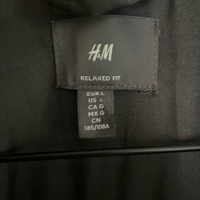 H&M
RELAXED FIT
EUR L
US L
CA G
MX G
CN
185/108A